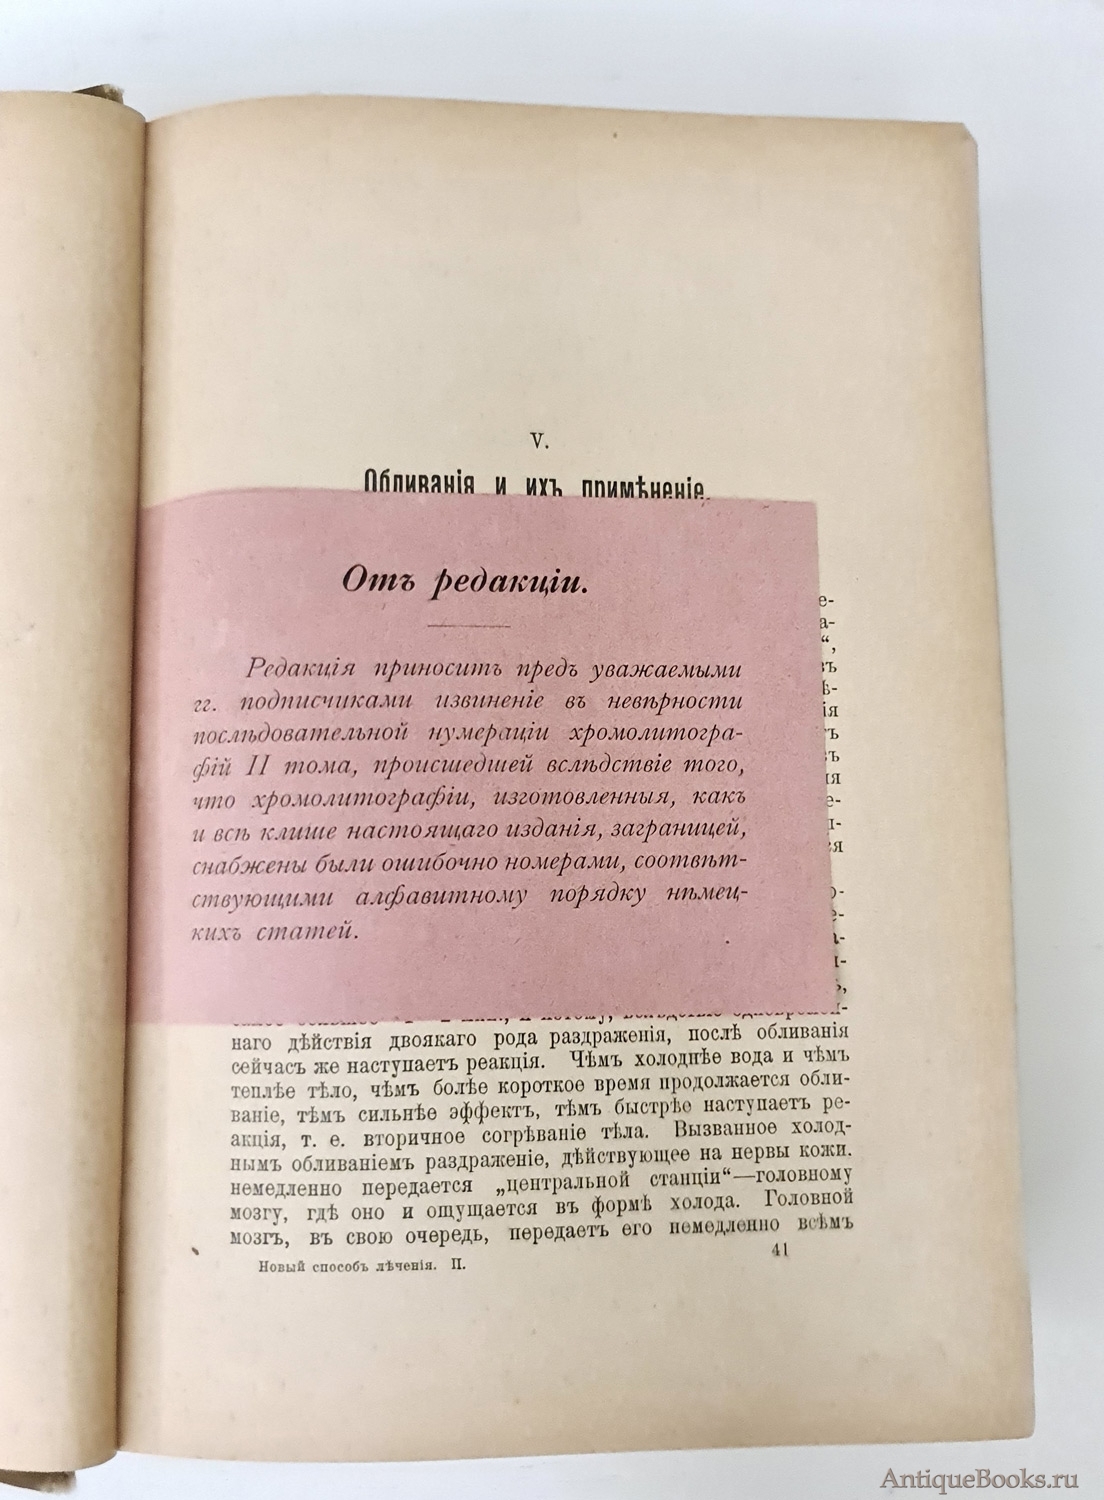 V.
Обливанія и ихъ примѣненіе.
Отъ редакціи.
Редакція приноситъ предъ уважаемыми
гг. подписчиками извиненіе въ невѣрности
послѣдовательной нумераціи хромолитогра-
фій II тома, происшедшей вслѣдствіе того,
что хромолитографіи, изготовленныя, какъ
и всѣ клише настоящаго изданія, заграницей,
снабжены были ошибочно номерами, соотвѣт-
ствующими алфавитному порядку нѣмец-
кихъ статей.
наго дѣйствія двоякаго рода раздраженія, послѣ обливанія
сейчасъ же наступаетъ реакція. Чѣмъ холоднѣе вода и чѣмъ
теплѣе тѣло, чѣмъ болѣе короткое время продолжается обли-
ваніе, тѣмъ сильнѣе эффектъ, тѣмъ быстрѣе наступаетъ ре-
акція, т. е. вторичное согрѣваніе тѣла. Вызванное холод-
нымъ обливаніемъ раздраженіе, дѣйствующее на нервы кожи.
немедленно передается „центральной станціи“—головному
мозгу, гдѣ оно и ощущается въ формѣ холода. Головной
мозгъ, въ свою очередь, передаетъ его немедленно всѣмъ
Новый способъ лѣченія. II.
41
AntiqueBooks.ru